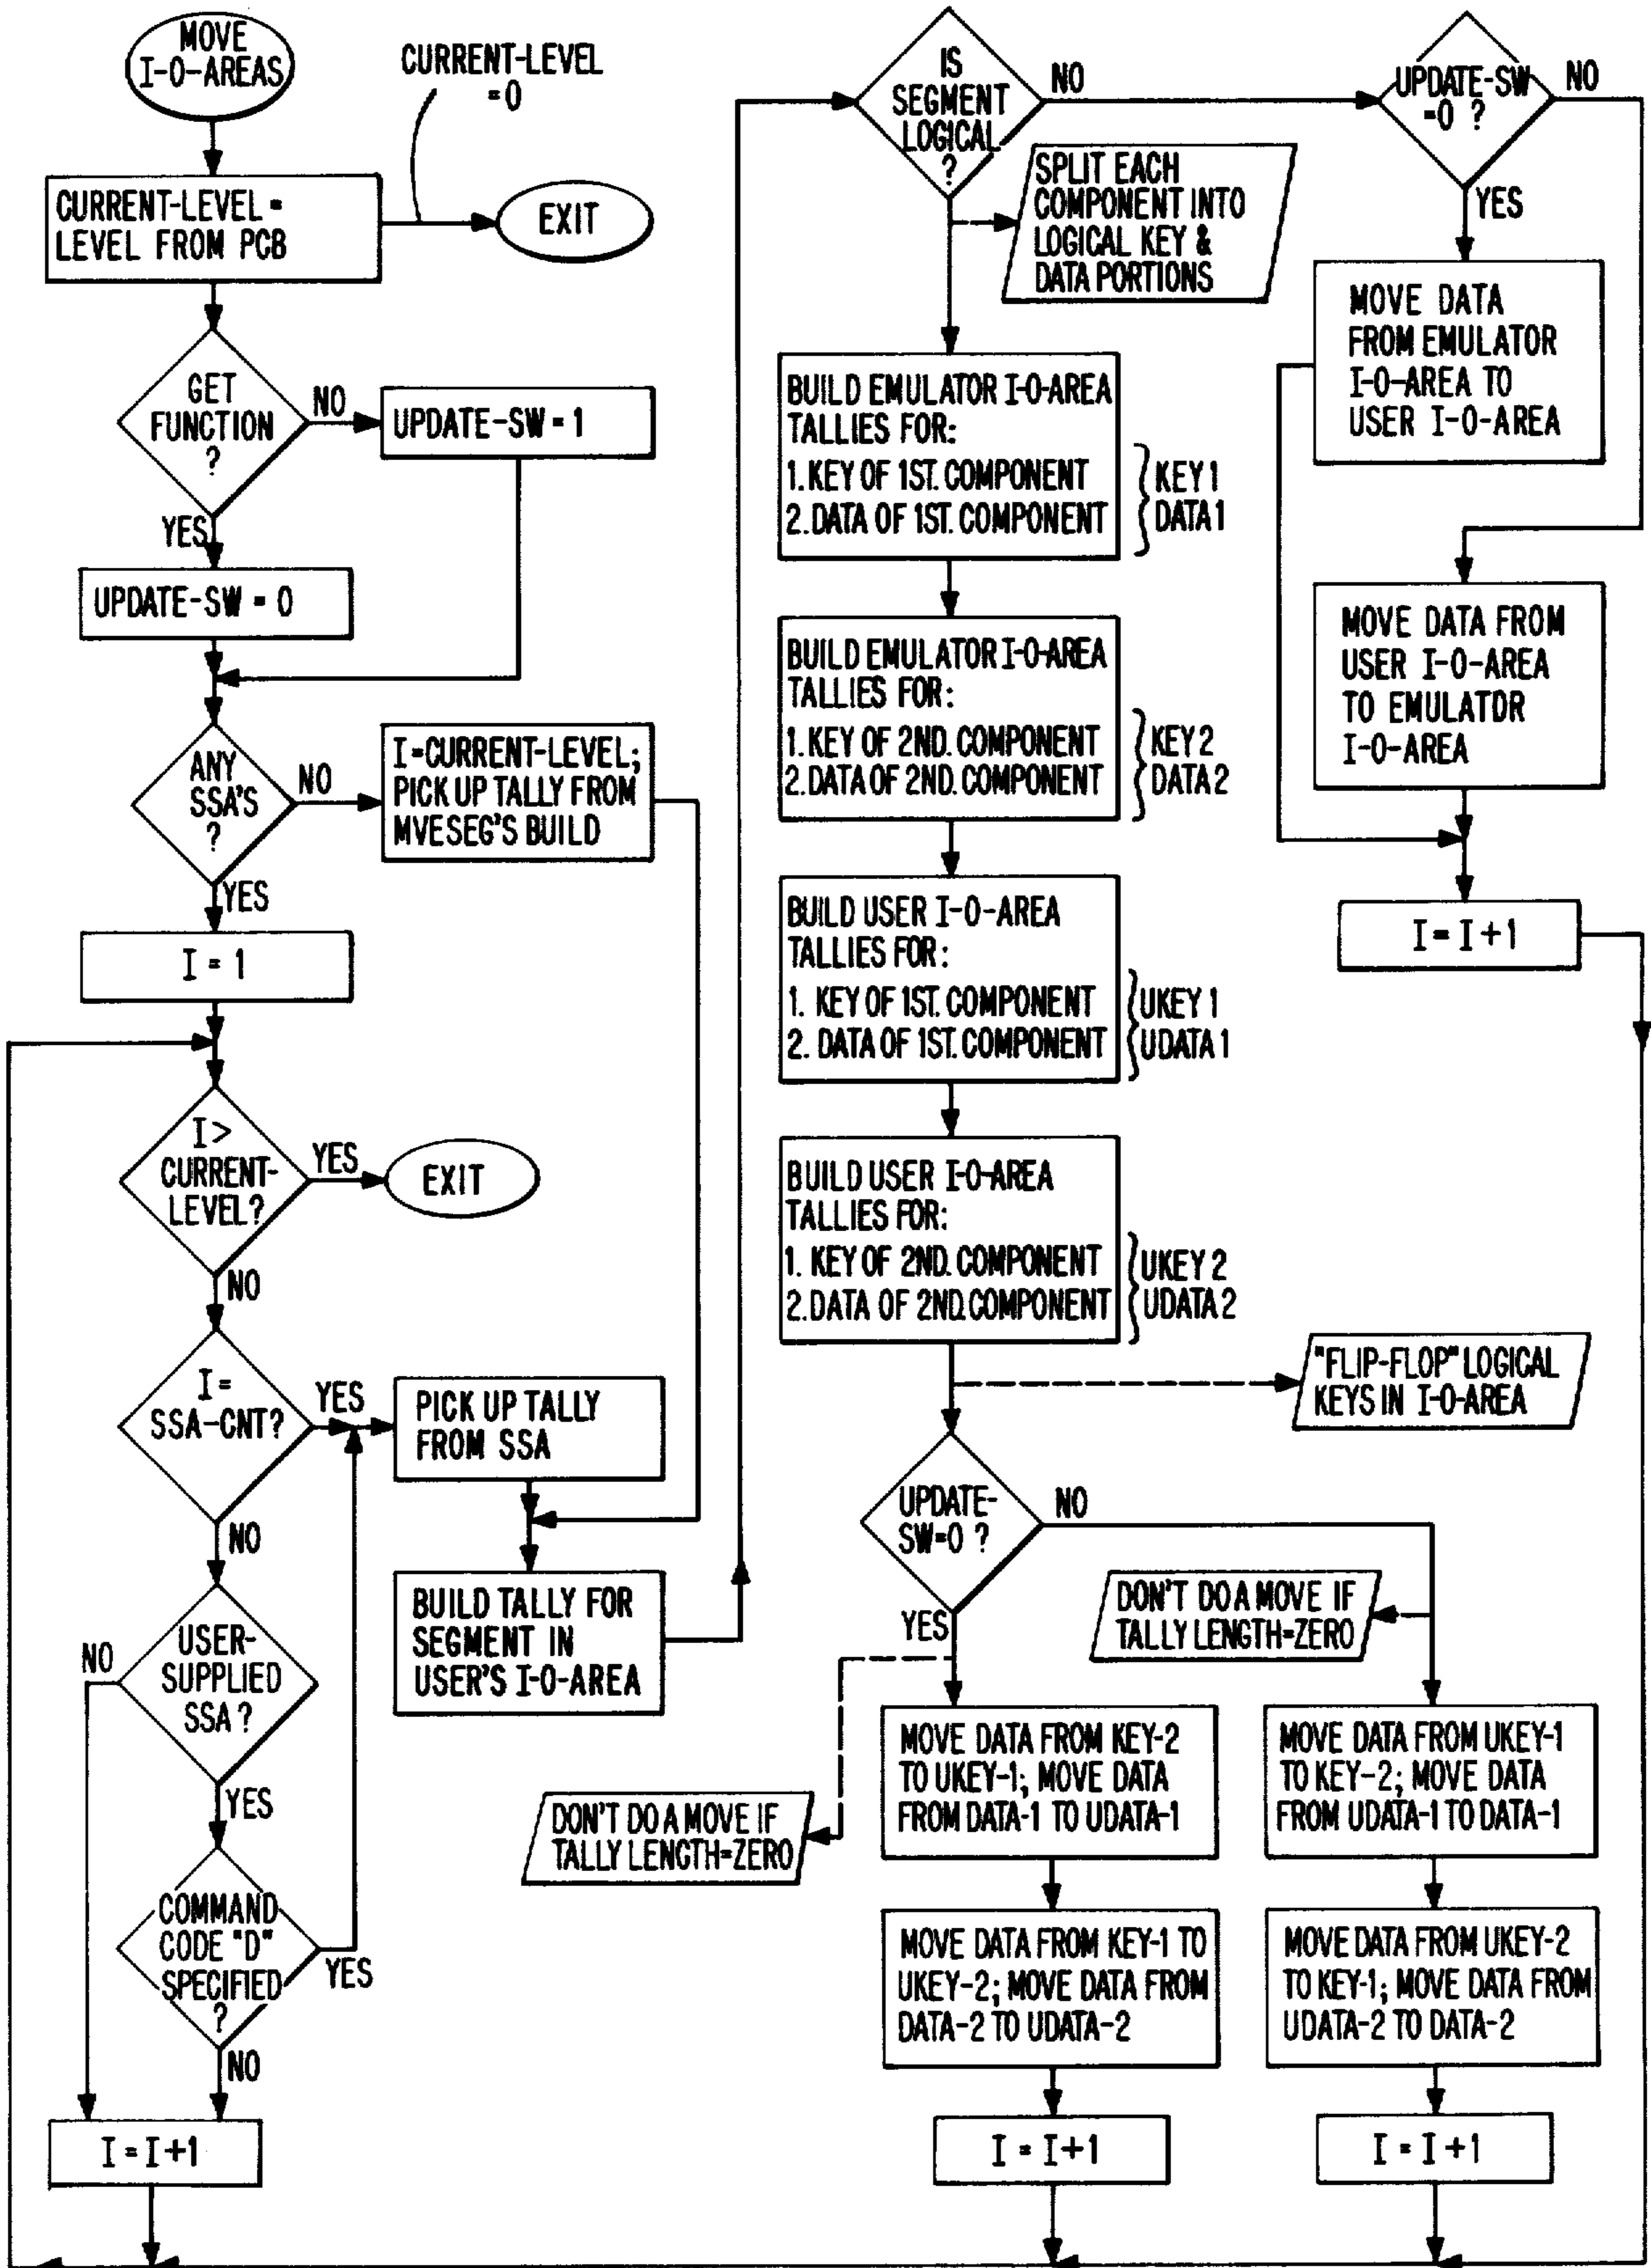 MOVE
I-O-AREAS
CURRENT-LEVEL
=0
CURRENT-LEVEL =
LEVEL FROM PCB
EXIT
GET
FUNCTION
?
NO
UPDATE-SW = 1
YES
UPDATE-SW = 0
ANY
SSA'S
?
NO
I=CURRENT-LEVEL;
PICK UP TALLY FROM
MVESEG'S BUILD
YES
I = 1
I >
CURRENT-
LEVEL?
YES
EXIT
NO
I =
SSA-CNT?
YES
PICK UP TALLY
FROM SSA
NO
BUILD TALLY FOR
SEGMENT IN
USER'S I-O-AREA
USER-
SUPPLIED
SSA ?
NO
YES
COMMAND
CODE "D"
SPECIFIED
?
YES
NO
I = I+1
IS
SEGMENT
LOGICAL
?
NO
SPLIT EACH
COMPONENT INTO
LOGICAL KEY &
DATA PORTIONS
BUILD EMULATOR I-O-AREA
TALLIES FOR:
1. KEY OF 1ST. COMPONENT
2. DATA OF 1ST. COMPONENT
KEY 1
DATA 1
BUILD EMULATOR I-O-AREA
TALLIES FOR:
1. KEY OF 2ND. COMPONENT
2. DATA OF 2ND. COMPONENT
KEY 2
DATA 2
BUILD USER I-O-AREA
TALLIES FOR:
1. KEY OF 1ST. COMPONENT
2. DATA OF 1ST. COMPONENT
UKEY 1
UDATA 1
BUILD USER I-O-AREA
TALLIES FOR:
1. KEY OF 2ND. COMPONENT
2. DATA OF 2ND. COMPONENT
UKEY 2
UDATA 2
"FLIP-FLOP" LOGICAL
KEYS IN I-O-AREA
UPDATE-
SW=0 ?
NO
YES
DON'T DO A MOVE IF
TALLY LENGTH=ZERO
DON'T DO A MOVE IF
TALLY LENGTH=ZERO
MOVE DATA FROM KEY-2
TO UKEY-1; MOVE DATA
FROM DATA-1 TO UDATA-1
MOVE DATA FROM KEY-1 TO
UKEY-2; MOVE DATA FROM
DATA-2 TO UDATA-2
I = I+1
MOVE DATA FROM UKEY-1
TO KEY-2; MOVE DATA
FROM UDATA-1 TO DATA-1
MOVE DATA FROM UKEY-2
TO KEY-1; MOVE DATA FROM
UDATA-2 TO DATA-2
I = I+1
UPDATE-SW
=0 ?
NO
YES
MOVE DATA
FROM EMULATOR
I-O-AREA TO
USER I-O-AREA
MOVE DATA FROM
USER I-O-AREA
TO EMULATOR
I-O-AREA
I = I+1